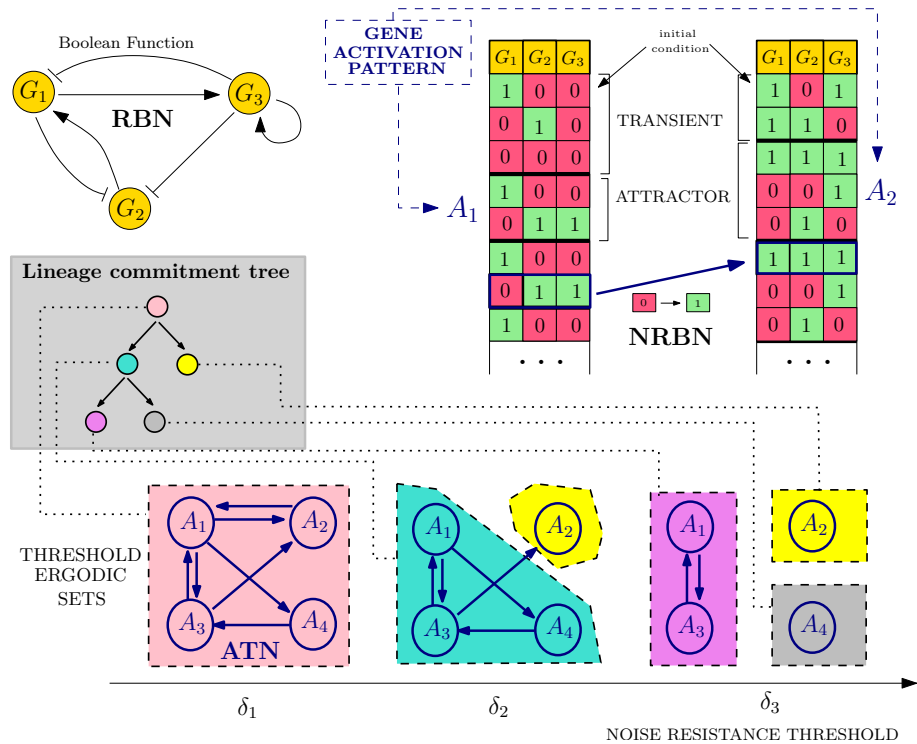 Boolean Function
G1
G3
RBN
G2
GENE
ACTIVATION
PATTERN
initial
condition
G1 G2 G3
1 0 0
0 1 0
0 0 0
1 0 0
0 1 1
1 0 0
0 1 1
1 0 0
. . .
A1
TRANSIENT
ATTRACTOR
0 1
NRBN
G1 G2 G3
1 0 1
1 1 0
1 1 1
0 0 1
0 1 0
1 1 1
0 0 1
0 1 0
. . .
A2
Lineage commitment tree
THRESHOLD
ERGODIC
SETS
A1 A2
A3 A4
ATN
A1 A2
A3 A4
A1 A2
A3 A4
δ1 δ2 δ3
NOISE RESISTANCE THRESHOLD